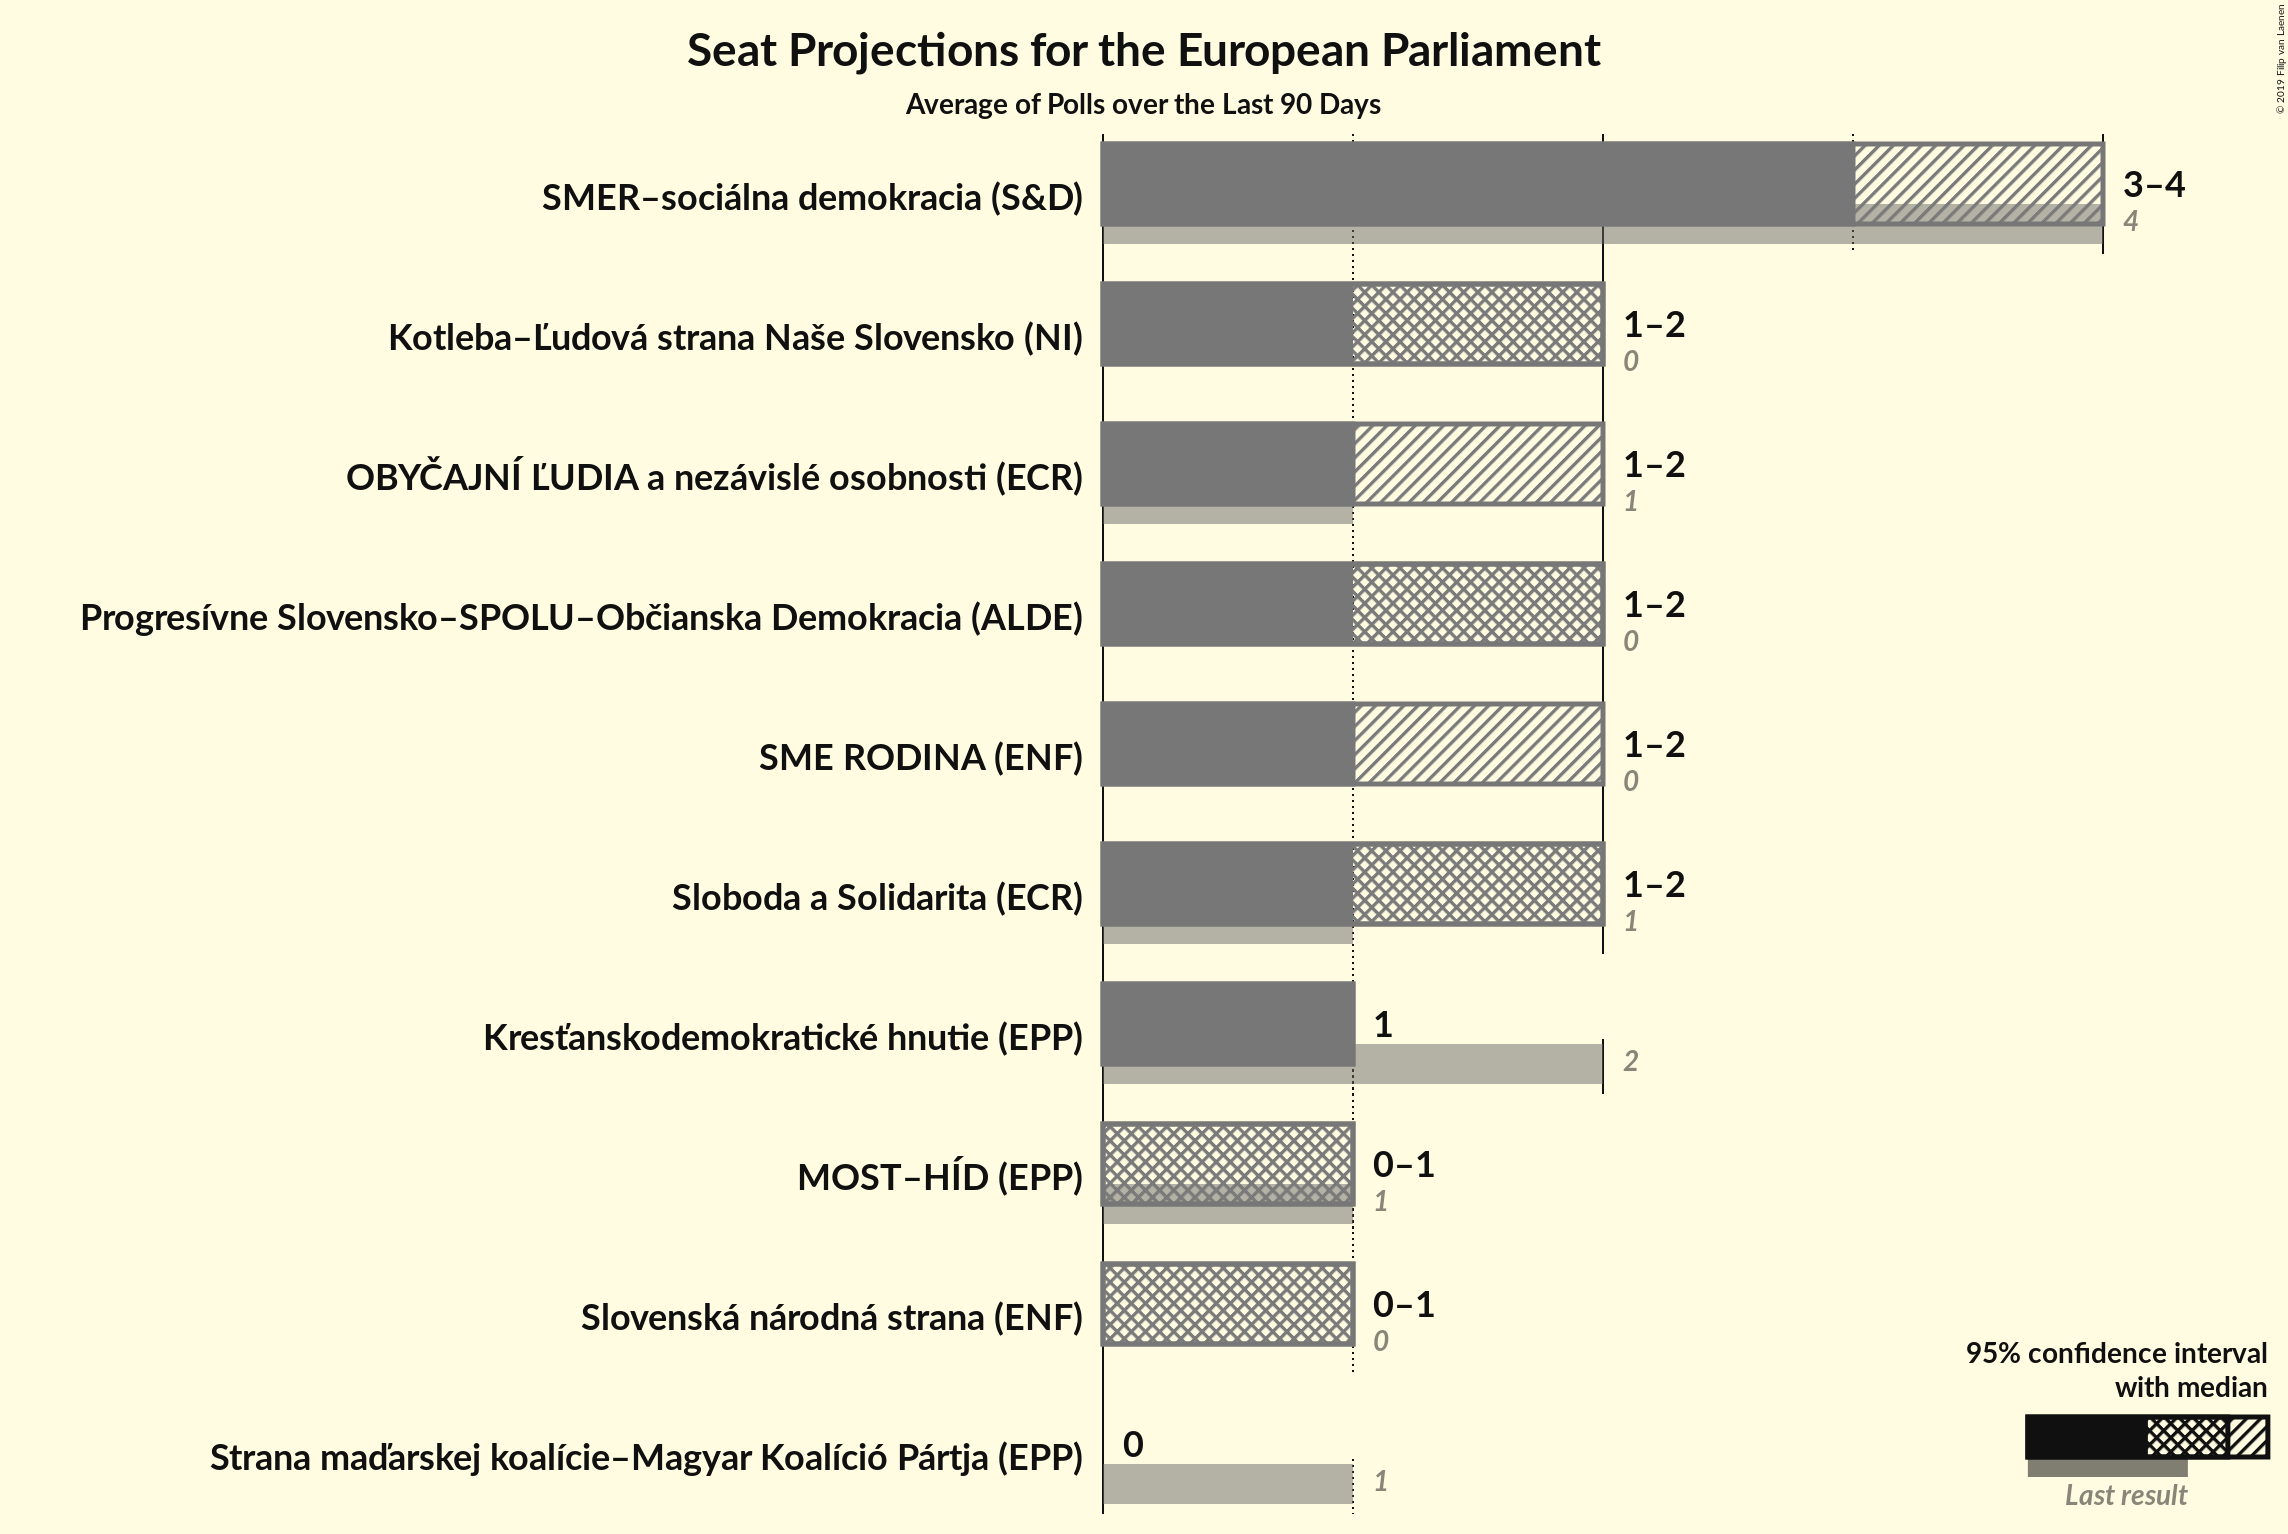 Seat Projections for the European Parliament
Average of Polls over the Last 90 Days
© 2019 Filip van Laenen
SMER–sociálna demokracia (S&D)
3–4
4
Kotleba–Ľudová strana Naše Slovensko (NI)
1–2
0
OBYČAJNÍ ĽUDIA a nezávislé osobnosti (ECR)
1–2
1
Progresívne Slovensko–SPOLU–Občianska Demokracia (ALDE)
1–2
0
SME RODINA (ENF)
1–2
0
Sloboda a Solidarita (ECR)
1–2
1
Kresťanskodemokratické hnutie (EPP)
1
2
MOST–HÍD (EPP)
0–1
1
Slovenská národná strana (ENF)
0–1
0
Strana maďarskej koalície–Magyar Koalíció Pártja (EPP)
0
1
95% confidence interval
with median
Last result